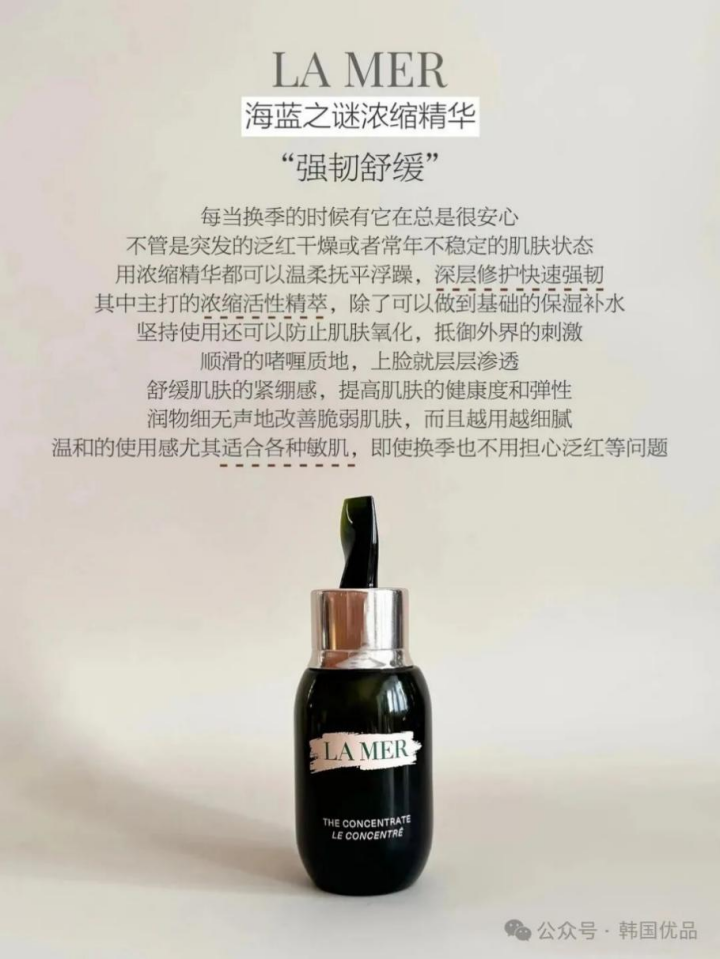 LA MER
海蓝之谜浓缩精华
“强韧舒缓”
每当换季的时候有它在总是很安心
不管是突发的泛红干燥或者常年不稳定的肌肤状态
用浓缩精华都可以温柔抚平浮躁，深层修护快速强韧
其中主打的浓缩活性精萃，除了可以做到基础的保湿补水
坚持使用还可以防止肌肤氧化，抵御外界的刺激
顺滑的啫喱质地，上脸就层层渗透
舒缓肌肤的紧绷感，提高肌肤的健康度和弹性
润物细无声地改善脆弱肌肤，而且越用越细腻
温和的使用感尤其适合各种敏肌，即使换季也不用担心泛红等问题
LA MER
THE CONCENTRATE
LE CONCENTRÉ
公众号·韩国优品